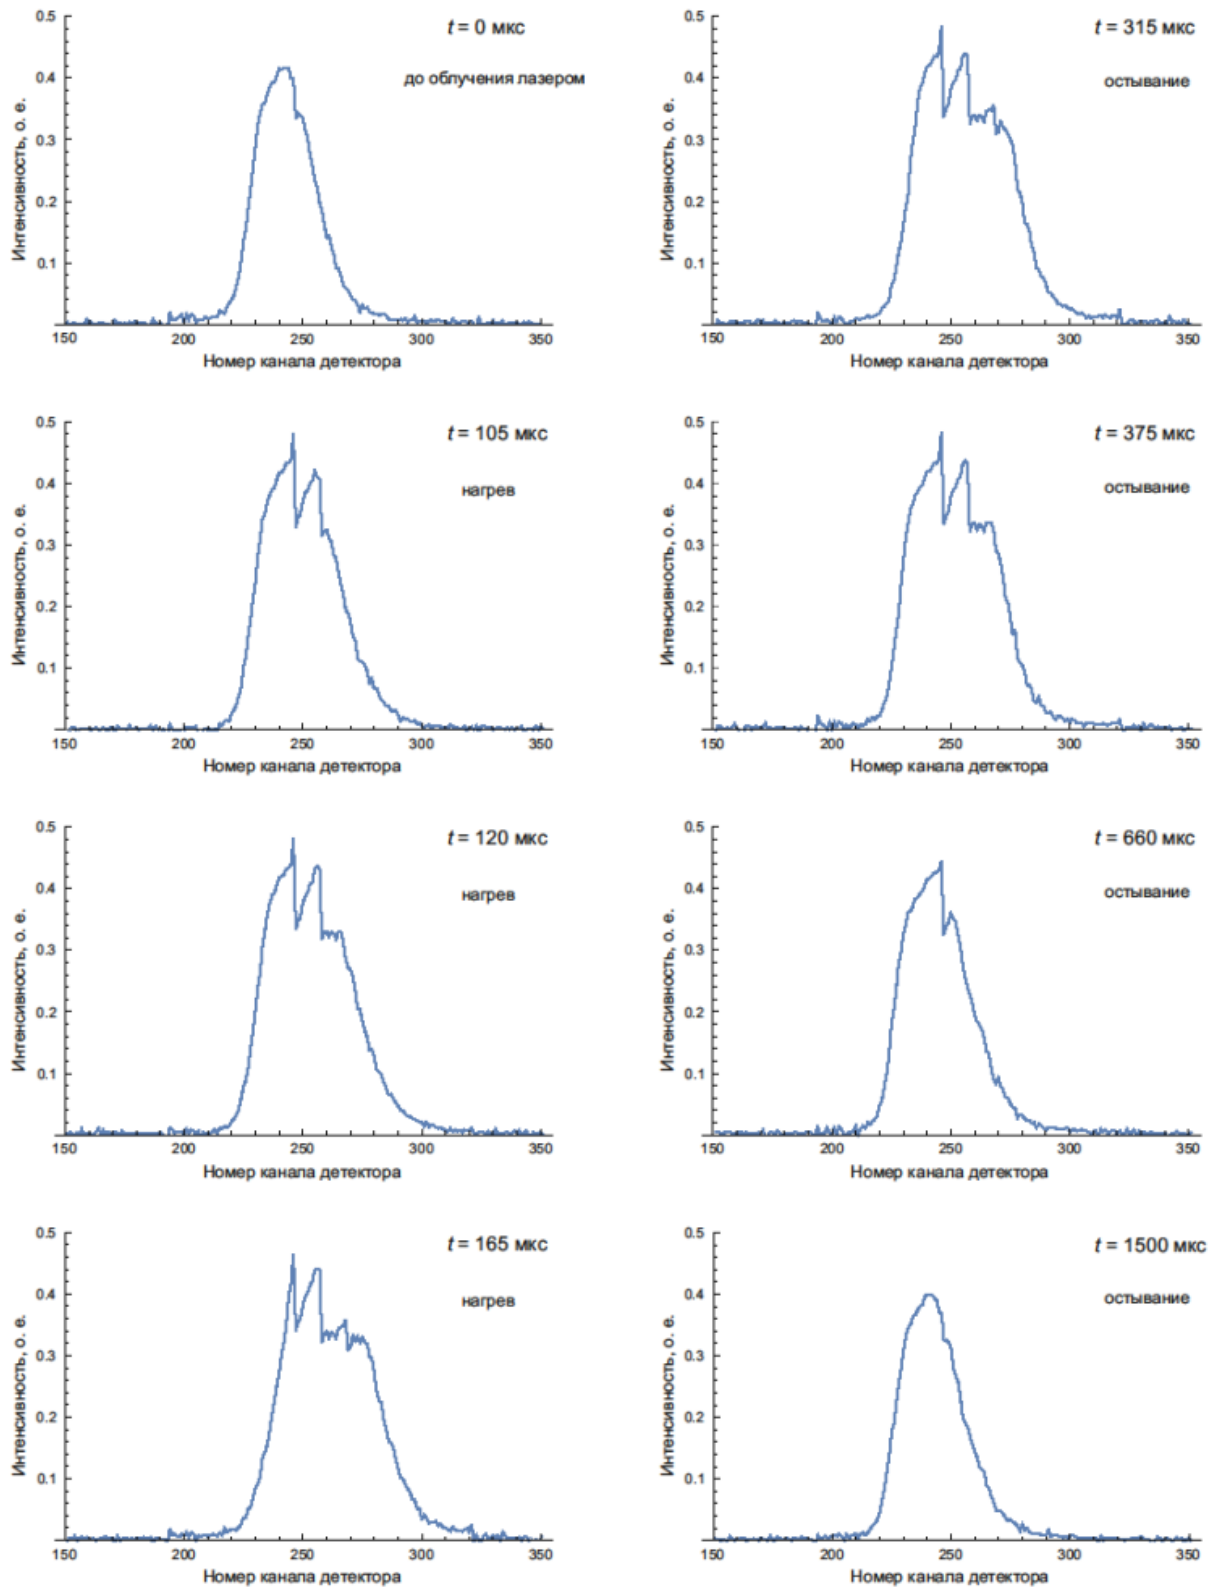 t = 0 мкс
до облучения лазером
Интенсивность, о. е.
0.5
0.4
0.3
0.2
0.1
150 200 250 300 350
Номер канала детектора
t = 315 мкс
остывание
Интенсивность, о. е.
0.5
0.4
0.3
0.2
0.1
150 200 250 300 350
Номер канала детектора
t = 105 мкс
нагрев
Интенсивность, о. е.
0.5
0.4
0.3
0.2
0.1
150 200 250 300 350
Номер канала детектора
t = 375 мкс
остывание
Интенсивность, о. е.
0.5
0.4
0.3
0.2
0.1
150 200 250 300 350
Номер канала детектора
t = 120 мкс
нагрев
Интенсивность, о. е.
0.5
0.4
0.3
0.2
0.1
150 200 250 300 350
Номер канала детектора
t = 660 мкс
остывание
Интенсивность, о. е.
0.5
0.4
0.3
0.2
0.1
150 200 250 300 350
Номер канала детектора
t = 165 мкс
нагрев
Интенсивность, о. е.
0.5
0.4
0.3
0.2
0.1
150 200 250 300 350
Номер канала детектора
t = 1500 мкс
остывание
Интенсивность, о. е.
0.5
0.4
0.3
0.2
0.1
150 200 250 300 350
Номер канала детектора